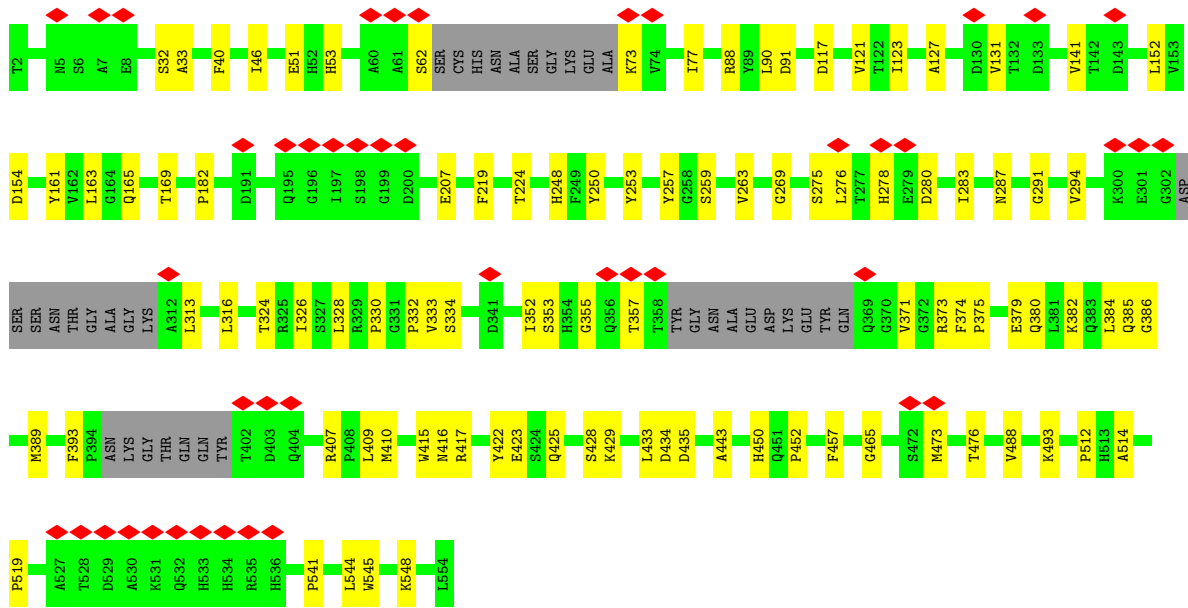 T2 N5 S6 A7 E8 S32 A33 F40 I46 E51 H52 H53 A60 A61 S62 SER CYS HIS ASN ALA SER GLY LYS GLU ALA K73 V74 I77 R88 Y89 L90 D91 D117 V121 T122 I123 A127 D130 V131 T132 D133 V141 T142 D143 L152 V153
D154 Y161 V162 L163 G164 Q165 T169 P182 D191 Q195 G196 I197 S198 G199 D200 E207 F219 T224 H248 F249 Y250 Y253 Y257 G258 S259 V263 G269 S275 L276 T277 H278 E279 D280 I283 N287 G291 V294 K300 E301 G302 ASP
SER SER ASN THR GLY ALA GLY LYS A312 L313 L316 T324 R325 I326 S327 L328 R329 P330 G331 P332 V333 S334 D341 I352 S353 H354 G355 Q356 T357 T358 TYR GLY ASN ALA GLU ASP LYS GLU TYR GLN Q369 G370 V371 G372 R373 F374 P375 E379 Q380 L381 K382 Q383 L384 Q385 G386
M389 F393 P394 ASN LYS GLY THR GLN GLN TYR T402 D403 Q404 R407 P408 L409 M410 W415 N416 R417 Y422 E423 S424 Q425 S428 K429 L433 D434 D435 A443 H450 Q451 P452 F457 G465 S472 M473 T476 V488 K493 P512 H513 A514
P519 A527 T528 D529 A530 K531 Q532 H533 H534 R535 H536 P541 L544 W545 K548 L554